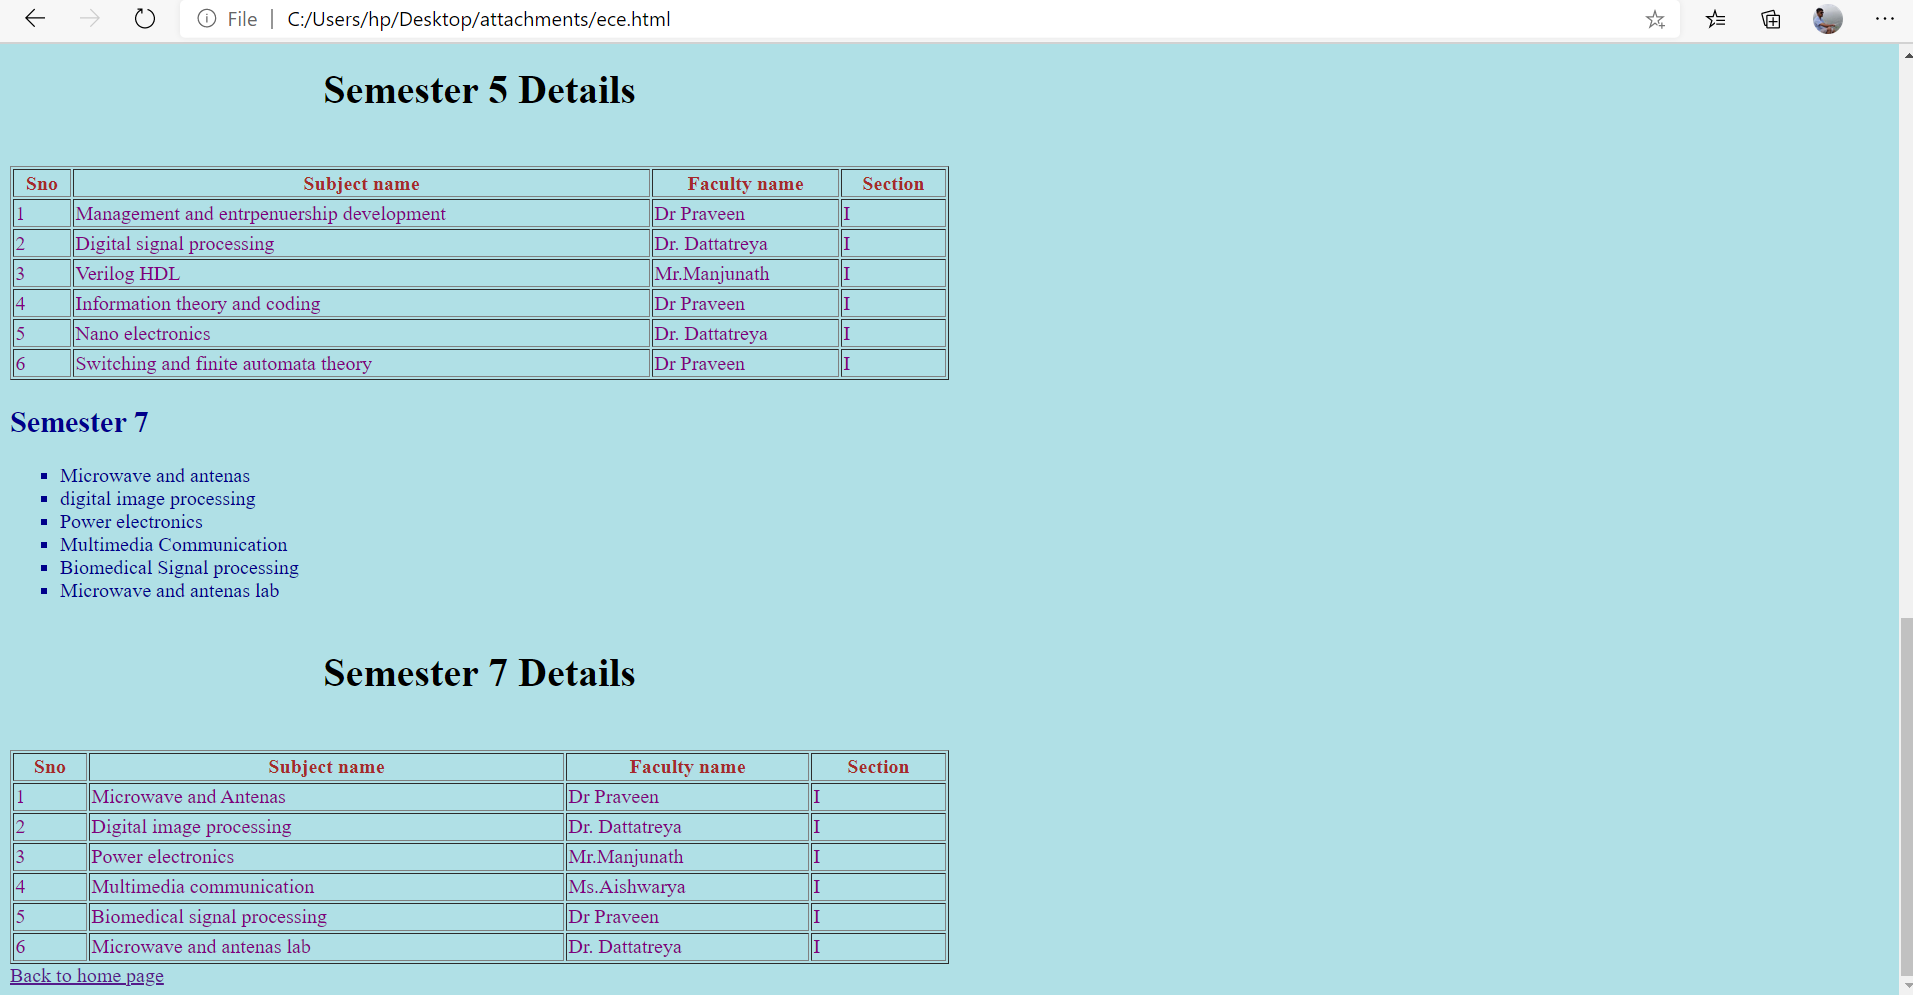 File | C:/Users/hp/Desktop/attachments/ece.html
Semester 5 Details
Sno Subject name Faculty name Section
1 Management and entrpenuership development Dr Praveen I
2 Digital signal processing Dr. Dattatreya I
3 Verilog HDL Mr.Manjunath I
4 Information theory and coding Dr Praveen I
5 Nano electronics Dr. Dattatreya I
6 Switching and finite automata theory Dr Praveen I
Semester 7
Microwave and antenas
digital image processing
Power electronics
Multimedia Communication
Biomedical Signal processing
Microwave and antenas lab
Semester 7 Details
Sno Subject name Faculty name Section
1 Microwave and Antenas Dr Praveen I
2 Digital image processing Dr. Dattatreya I
3 Power electronics Mr.Manjunath I
4 Multimedia communication Ms.Aishwarya I
5 Biomedical signal processing Dr Praveen I
6 Microwave and antenas lab Dr. Dattatreya I
Back to home page